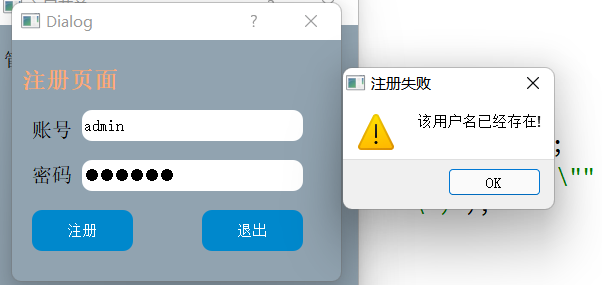 Dialog
?
注册页面
账号 admin
密码 ●●●●●●
注册 退出
注册失败
该用户名已经存在!
OK
;
\""